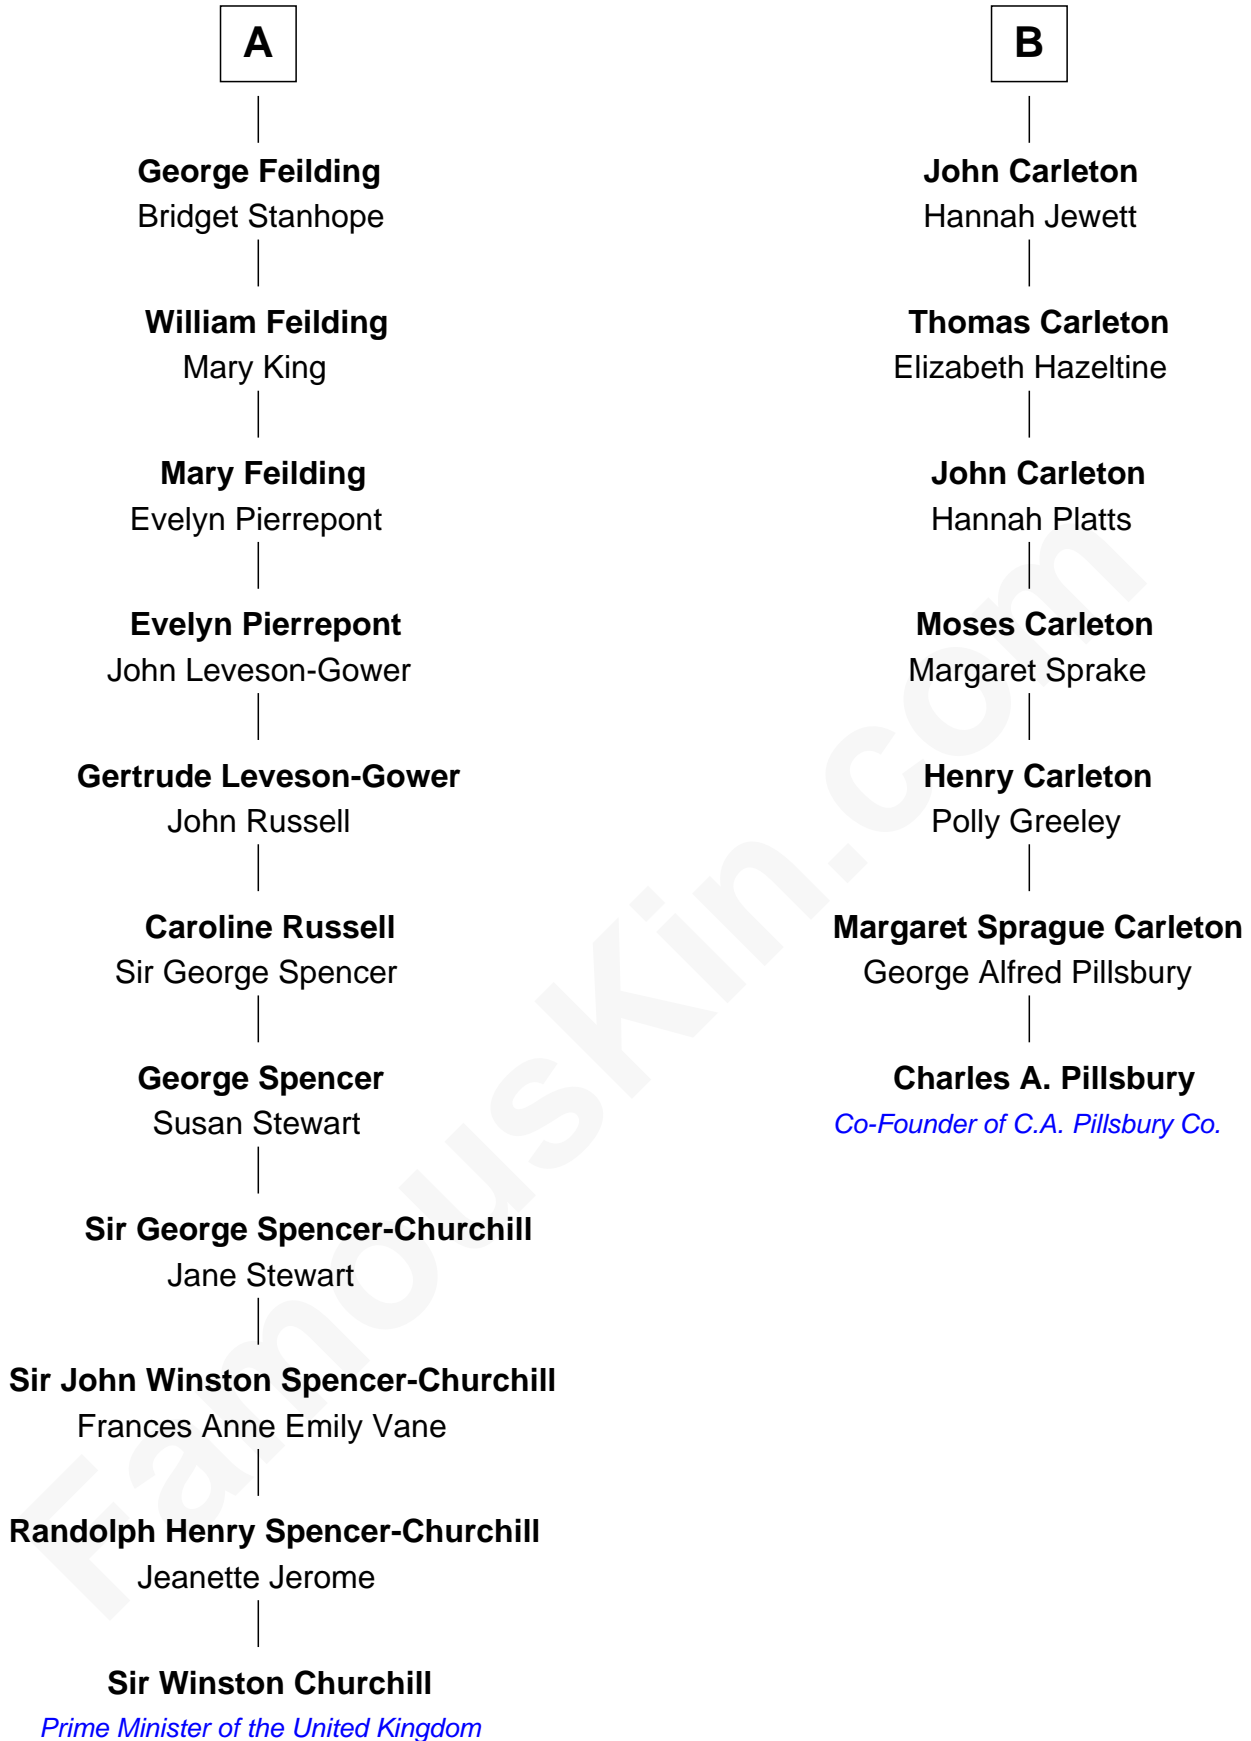 A
George Feilding
Bridget Stanhope
William Feilding
Mary King
Mary Feilding
Evelyn Pierrepont
Evelyn Pierrepont
John Leveson-Gower
Gertrude Leveson-Gower
John Russell
Caroline Russell
Sir George Spencer
George Spencer
Susan Stewart
Sir George Spencer-Churchill
Jane Stewart
Sir John Winston Spencer-Churchill
Frances Anne Emily Vane
Randolph Henry Spencer-Churchill
Jeanette Jerome
Sir Winston Churchill
Prime Minister of the United Kingdom
B
John Carleton
Hannah Jewett
Thomas Carleton
Elizabeth Hazeltine
John Carleton
Hannah Platts
Moses Carleton
Margaret Sprake
Henry Carleton
Polly Greeley
Margaret Sprague Carleton
George Alfred Pillsbury
Charles A. Pillsbury
Co-Founder of C.A. Pillsbury Co.
FamousKin.com